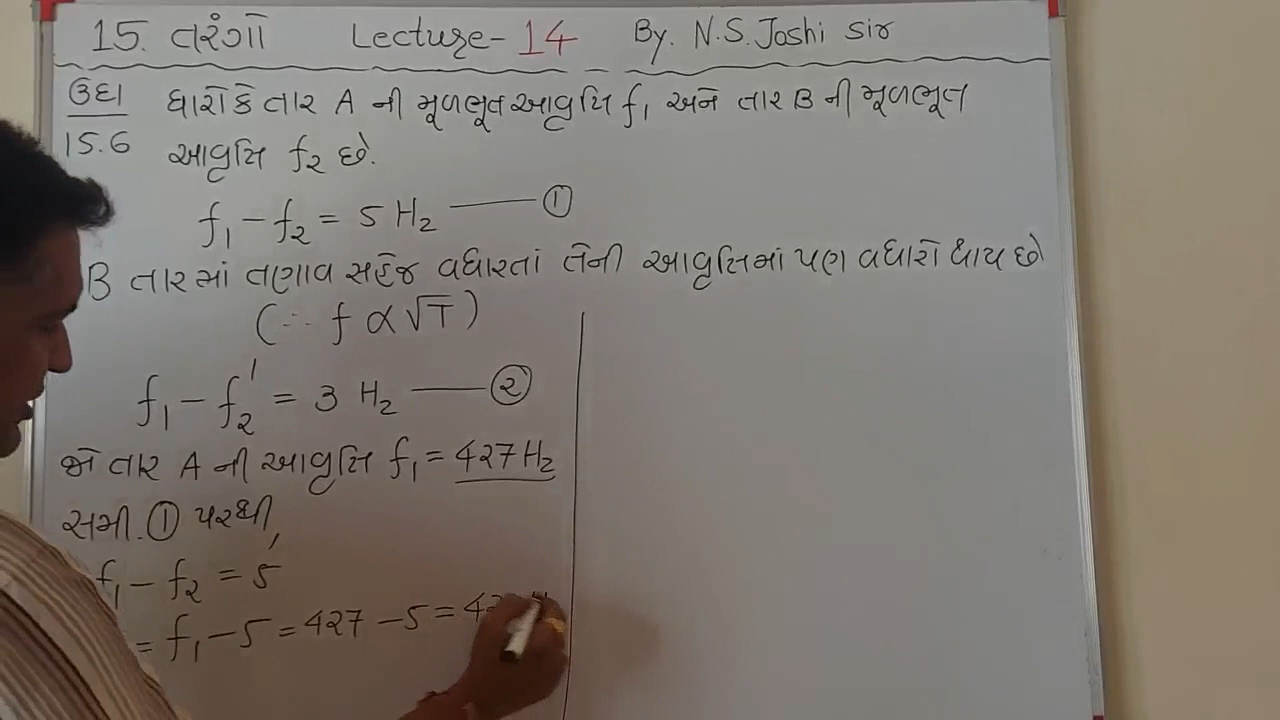 15. તરંગો Lecture-14 By. N.S.Joshi sir
ઉદા 15.6
ધારોકે તાર A ની મૂળભૂત આવૃત્તિ f₁ અને તાર B ની મૂળભૂત
આવૃત્તિ f₂ છે.
f₁ - f₂ = 5 Hz —— ①
B તારમાં તણાવ સહેજ વધારતાં તેની આવૃત્તિમાં પણ વધારો થાય છે
(∵ f ∝ √T)
f₁ - f₂' = 3 Hz —— ②
જો તાર A ની આવૃત્તિ f₁ = 427 Hz
સમી. ① પરથી,
f₁ - f₂ = 5
= f₁ - 5 = 427 - 5 =